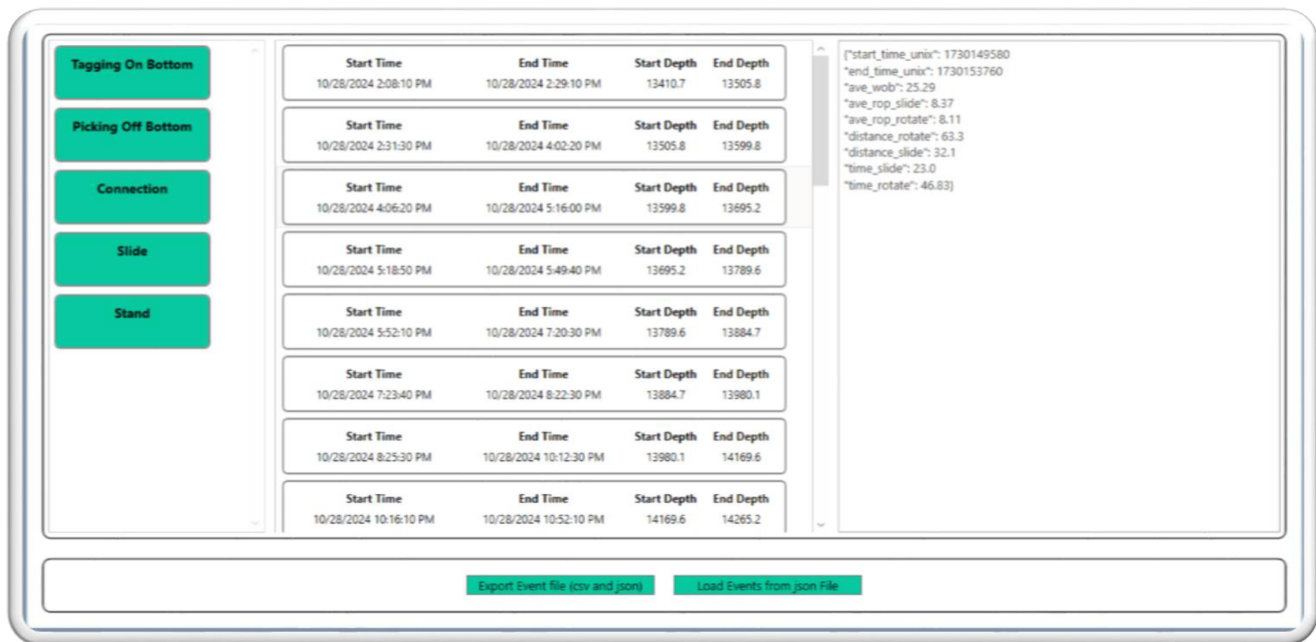 Tagging On Bottom
Picking Off Bottom
Connection
Slide
Stand
Start Time End Time Start Depth End Depth
10/28/2024 2:08:10 PM 10/28/2024 2:29:10 PM 13410.7 13505.8
Start Time End Time Start Depth End Depth
10/28/2024 2:31:30 PM 10/28/2024 4:02:20 PM 13505.8 13599.8
Start Time End Time Start Depth End Depth
10/28/2024 4:06:20 PM 10/28/2024 5:16:00 PM 13599.8 13695.2
Start Time End Time Start Depth End Depth
10/28/2024 5:18:50 PM 10/28/2024 5:49:40 PM 13695.2 13789.6
Start Time End Time Start Depth End Depth
10/28/2024 5:52:10 PM 10/28/2024 7:20:30 PM 13789.6 13884.7
Start Time End Time Start Depth End Depth
10/28/2024 7:23:40 PM 10/28/2024 8:22:30 PM 13884.7 13980.1
Start Time End Time Start Depth End Depth
10/28/2024 8:25:30 PM 10/28/2024 10:12:30 PM 13980.1 14169.6
Start Time End Time Start Depth End Depth
10/28/2024 10:16:10 PM 10/28/2024 10:52:10 PM 14169.6 14265.2
{"start_time_unix": 1730149580
"end_time_unix": 1730153760
"ave_wob": 25.29
"ave_rop_slide": 8.37
"ave_rop_rotate": 8.11
"distance_rotate": 63.3
"distance_slide": 32.1
"time_slide": 23.0
"time_rotate": 46.83}
Export Event file (csv and json) Load Events from json File